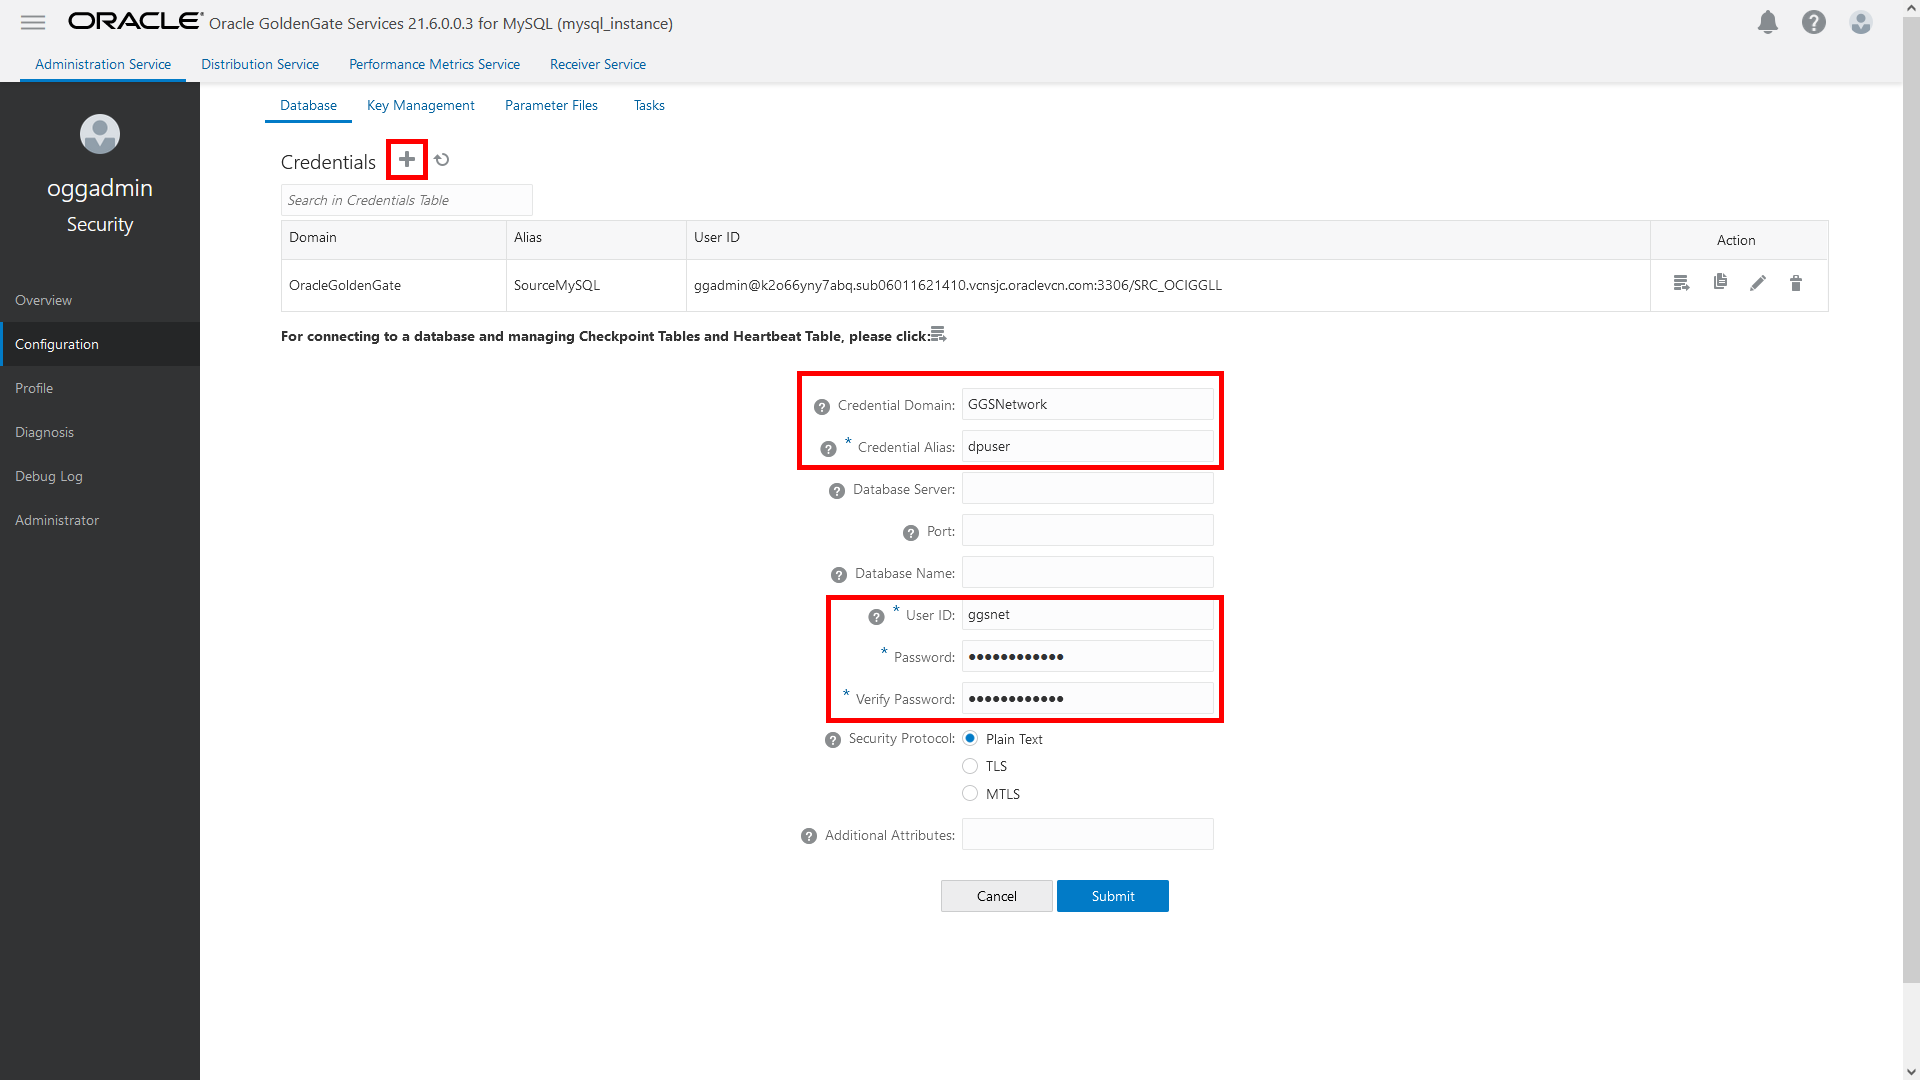 ORACLE Oracle GoldenGate Services 21.6.0.0.3 for MySQL (mysql_instance)
Administration Service Distribution Service Performance Metrics Service Receiver Service
Database Key Management Parameter Files Tasks
oggadmin
Security
Overview
Configuration
Profile
Diagnosis
Debug Log
Administrator
Credentials
Search in Credentials Table
Domain Alias User ID Action
OracleGoldenGate SourceMySQL ggadmin@k2o66yny7abq.sub06011621410.vcnsjc.oraclevcn.com:3306/SRC_OCIGGLL
For connecting to a database and managing Checkpoint Tables and Heartbeat Table, please click:
Credential Domain: GGSNetwork
* Credential Alias: dpuser
Database Server:
Port:
Database Name:
* User ID: ggsnet
* Password: ••••••••••••
* Verify Password: ••••••••••••
Security Protocol: Plain Text
TLS
MTLS
Additional Attributes:
Cancel Submit